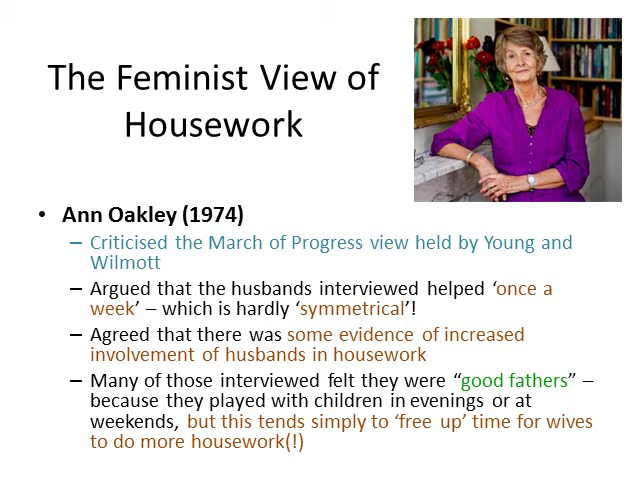 The Feminist View of
Housework
• Ann Oakley (1974)
– Criticised the March of Progress view held by Young and
Wilmott
– Argued that the husbands interviewed helped ‘once a
week’ – which is hardly ‘symmetrical’!
– Agreed that there was some evidence of increased
involvement of husbands in housework
– Many of those interviewed felt they were “good fathers” –
because they played with children in evenings or at
weekends, but this tends simply to ‘free up’ time for wives
to do more housework(!)